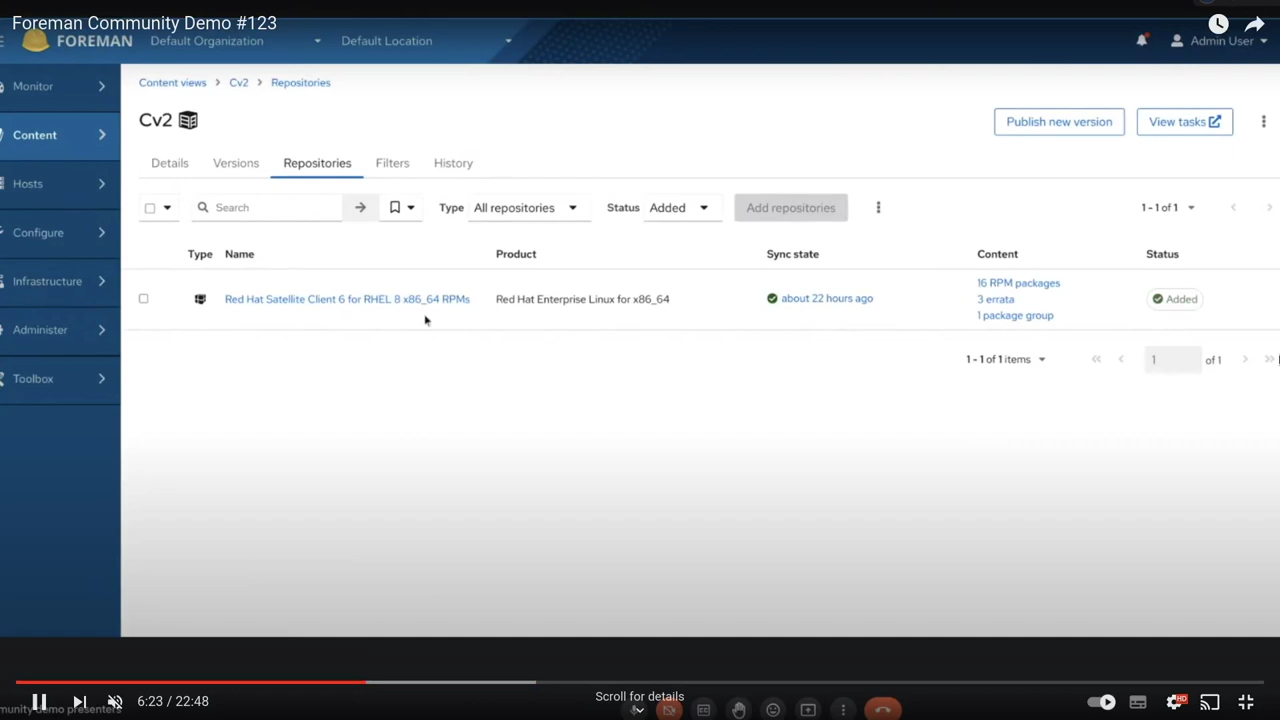 Foreman Community Demo #123
FOREMAN Default Organization Default Location Admin User
Monitor
Content
Hosts
Configure
Infrastructure
Administer
Toolbox
Content views > Cv2 > Repositories
Cv2
Publish new version View tasks
Details Versions Repositories Filters History
Search Type All repositories Status Added Add repositories 1 - 1 of 1
Type Name Product Sync state Content Status
Red Hat Satellite Client 6 for RHEL 8 x86_64 RPMs Red Hat Enterprise Linux for x86_64 about 22 hours ago 16 RPM packages Added
3 errata
1 package group
1 - 1 of 1 items 1 of 1
6:23 / 22:48 Scroll for details HD
munity demo presenters